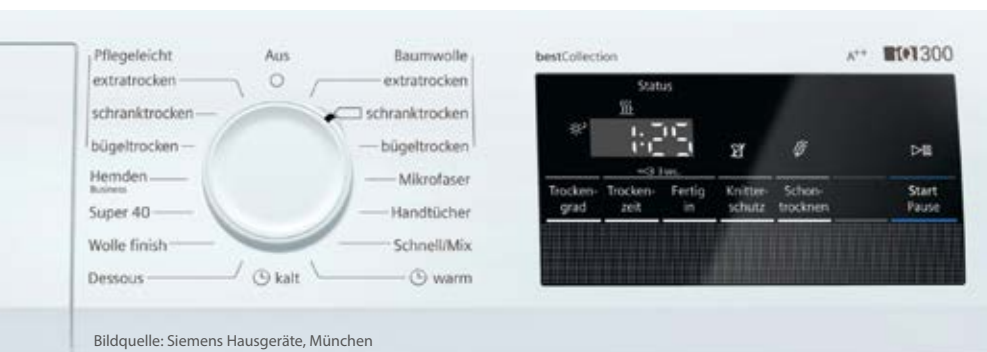 Pflegeleicht
extratrocken
schranktrocken
bügeltrocken
Hemden
Business
Super 40
Wolle finish
Dessous
Aus
kalt
Baumwolle
extratrocken
schranktrocken
bügeltrocken
Mikrofaser
Handtücher
Schnell/Mix
warm
bestCollection
A++ iQ300
Status
1:25
Trocken-
grad
Trocken-
zeit
Fertig
in
Knitter-
schutz
Schon-
trocknen
Start
Pause
Bildquelle: Siemens Hausgeräte, München